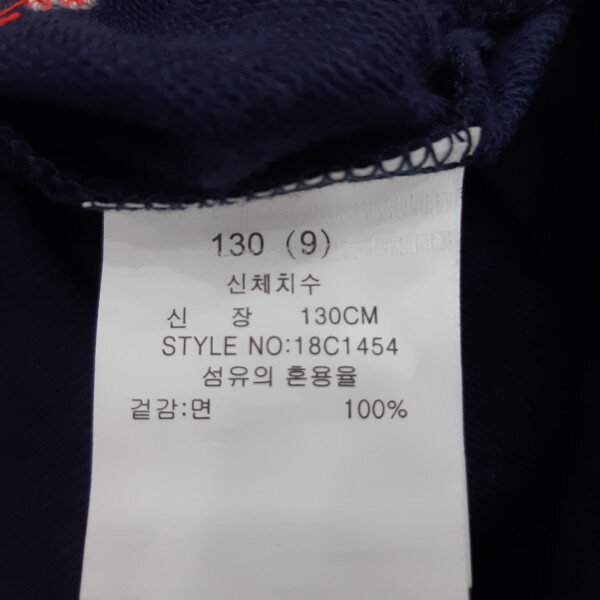 130 (9)
신체치수
신 장 130CM
STYLE NO:18C1454
섬유의 혼용율
겉감:면 100%